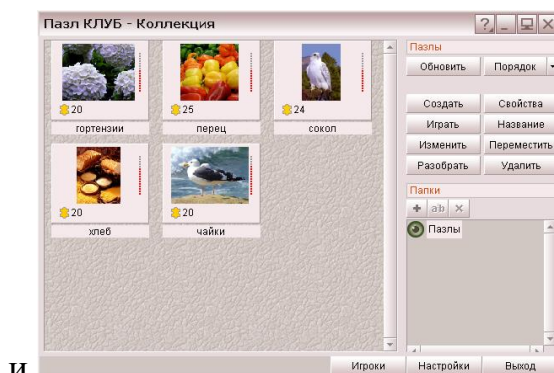 Пазл КЛУБ - Коллекция
?
20 25 24
гортензии перец сокол
20 20
хлеб чайки
Пазлы
Обновить Порядок
Создать Свойства
Играть Название
Изменить Переместить
Разобрать Удалить
Папки
+ ab ×
Пазлы
Игроки Настройки Выход
и